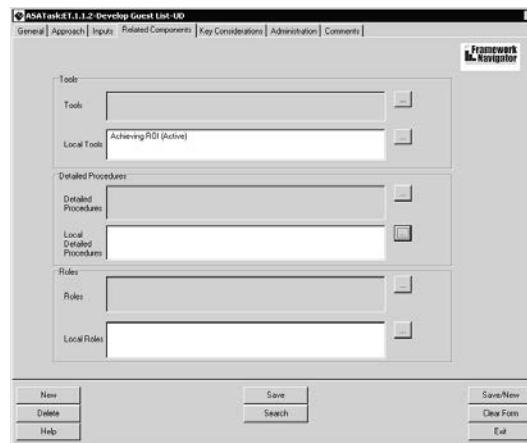 ASATask:ET.1.1.2-Develop Guest List-UD
General Approach Inputs Related Components Key Considerations Administration Comments
Framework
Navigator
Tools
Tools
...
Local Tools
Achieving ROI (Active)
...
Detailed Procedures
Detailed
Procedures
...
Local
Detailed
Procedures
...
Roles
Roles
...
Local Roles
...
New
Save
Save/New
Delete
Search
Clear Form
Help
Exit